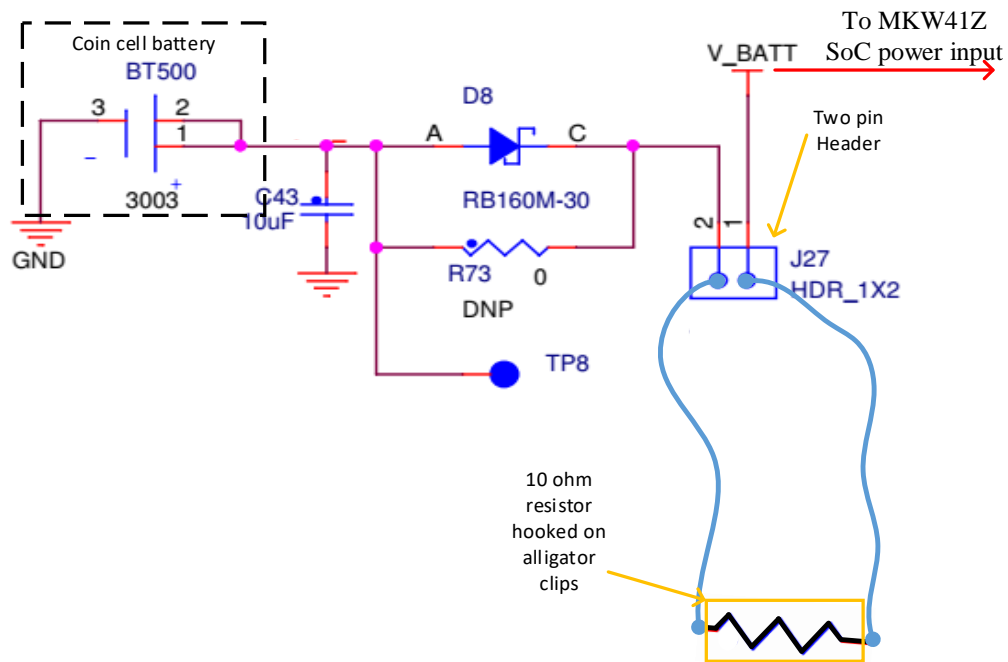 Coin cell battery
BT500
3
2
1
-
+
3003
GND
C43
10uF
D8
A
C
RB160M-30
R73
0
DNP
TP8
V_BATT
To MKW41Z
SoC power input
Two pin
Header
2
1
J27
HDR_1X2
10 ohm
resistor
hooked on
alligator
clips